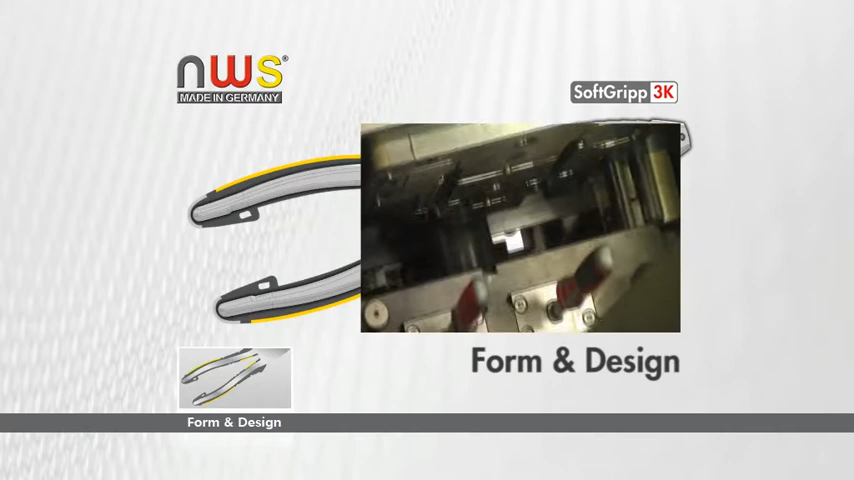 nws®
MADE IN GERMANY
SoftGripp 3K
Form & Design
Form & Design